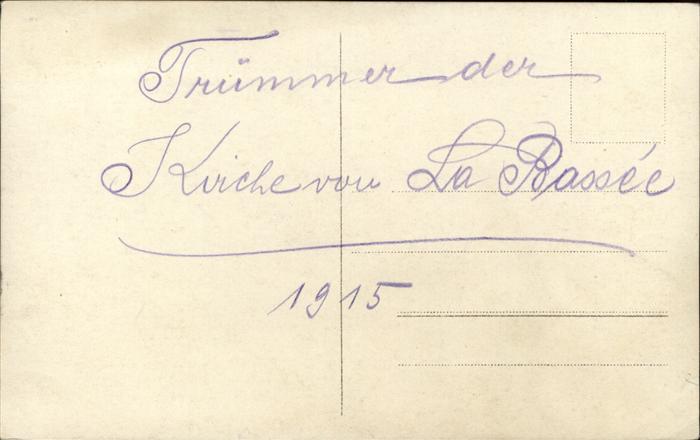 Trümmer der
Kirche von La Bassée
1915